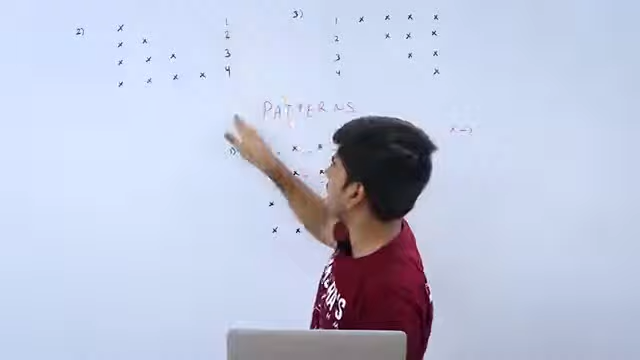 2) x 1
x x 2
x x x 3
x x x x 4
3) 1 x x x x
2 x x x
3 x x
4 x
PATTERNS
x
x x
x
x
x x